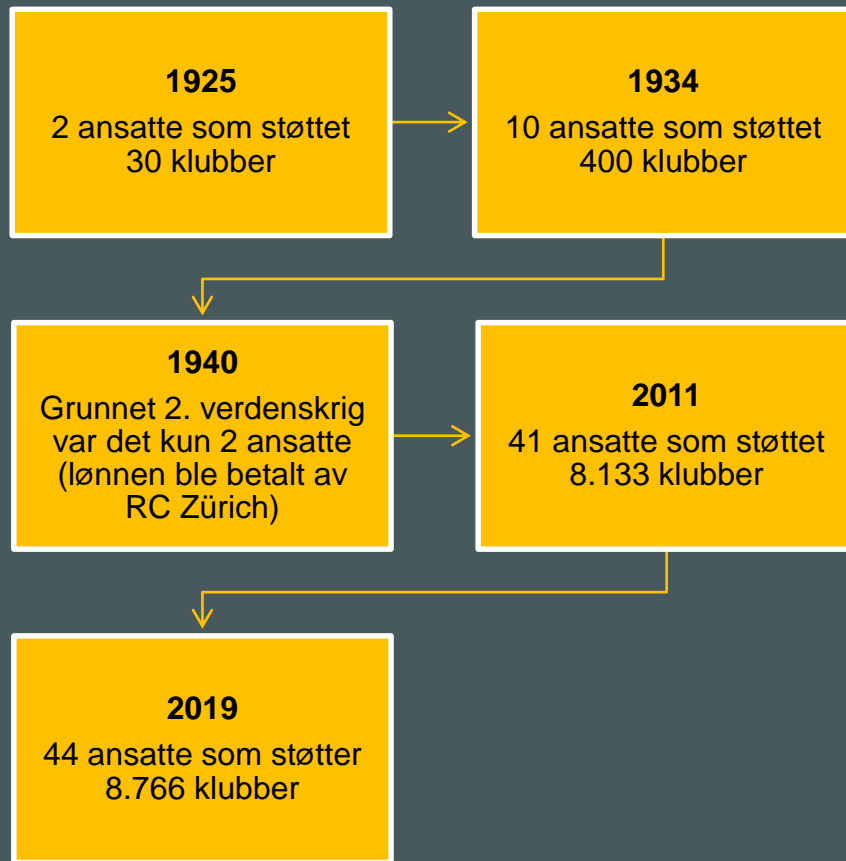 1925
2 ansatte som støttet
30 klubber
1934
10 ansatte som støttet
400 klubber
1940
Grunnet 2. verdenskrig
var det kun 2 ansatte
(lønnen ble betalt av
RC Zürich)
2011
41 ansatte som støttet
8.133 klubber
2019
44 ansatte som støtter
8.766 klubber